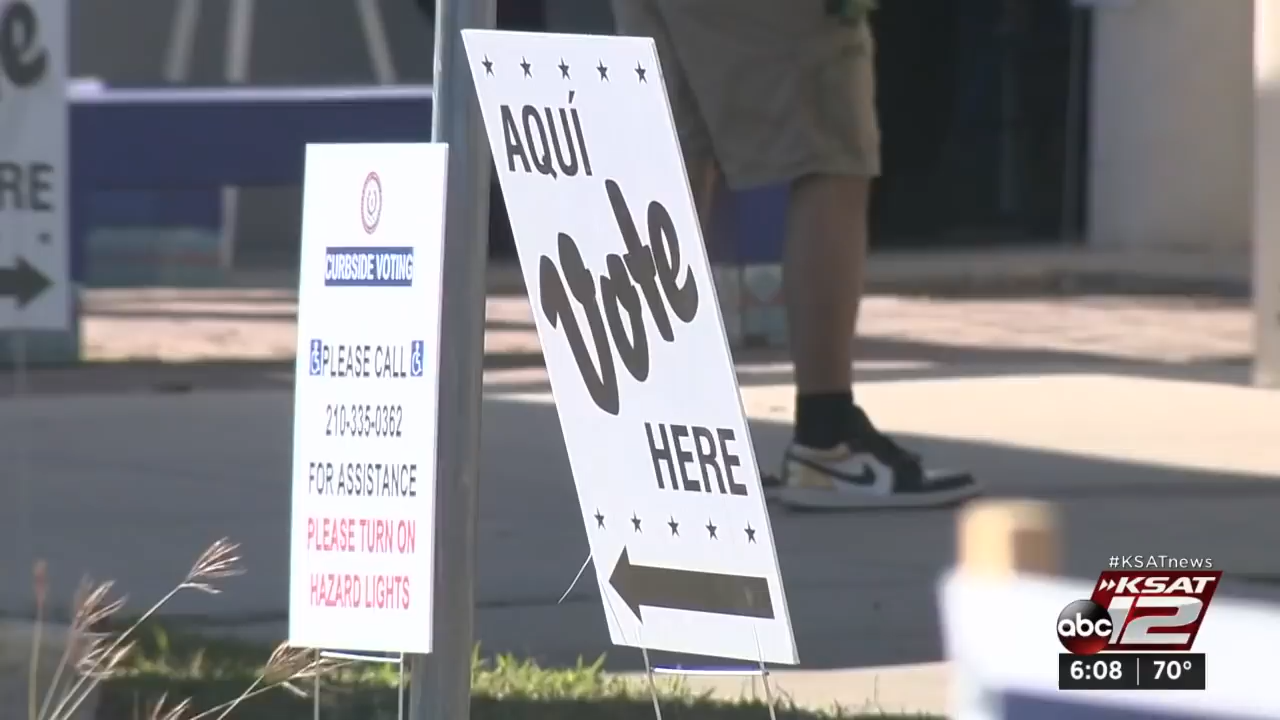 e
RE
CURBSIDE VOTING
PLEASE CALL
210-335-0362
FOR ASSISTANCE
PLEASE TURN ON
HAZARD LIGHTS
AQUÍ
Vote
HERE
#KSATnews
KSAT
abc 12
6:08 70°